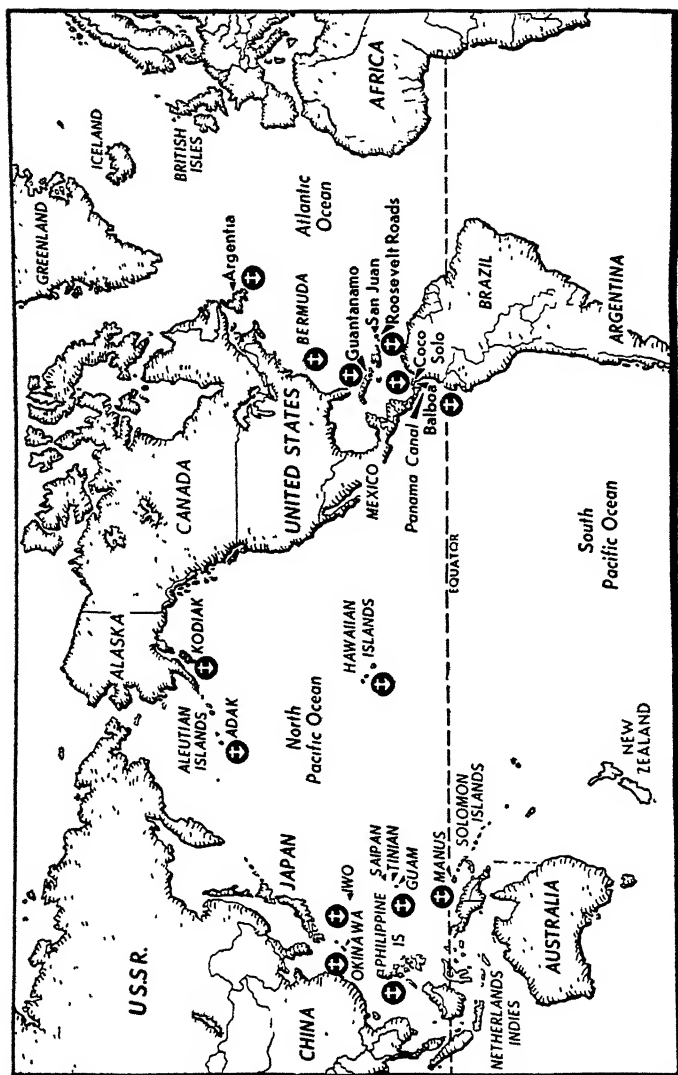 GREENLAND
ICELAND
BRITISH
ISLES
AFRICA
Atlantic
Ocean
Argentia
BERMUDA
Guantanamo
San Juan
Roosevelt Roads
Coco
Solo
Balboa
Panama Canal
BRAZIL
ARGENTINA
CANADA
UNITED STATES
MEXICO
ALASKA
KODIAK
ALEUTIAN
ISLANDS
ADAK
North
Pacific Ocean
HAWAIIAN
ISLANDS
EQUATOR
South
Pacific Ocean
U.S.S.R.
JAPAN
CHINA
IWO
OKINAWA
PHILIPPINE
IS
SAIPAN
TINIAN
GUAM
MANUS
SOLOMON ISLANDS
NETHERLANDS
INDIES
AUSTRALIA
NEW
ZEALAND